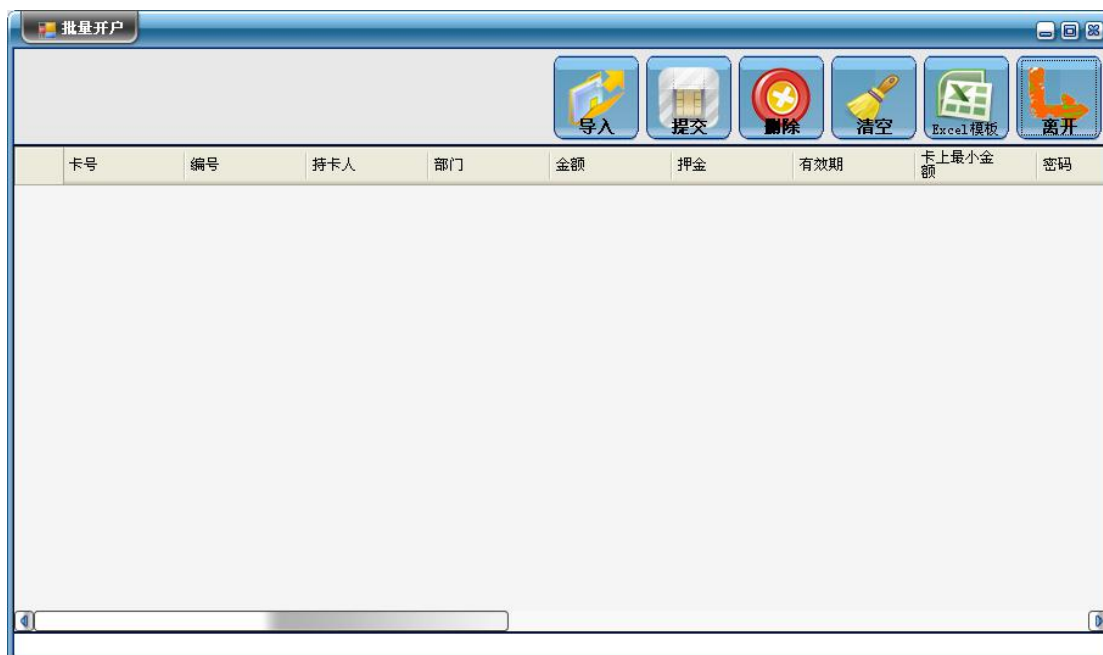 批量开户
导入
提交
删除
清空
Excel模板
离开
卡号
编号
持卡人
部门
金额
押金
有效期
卡上最小金
额
密码